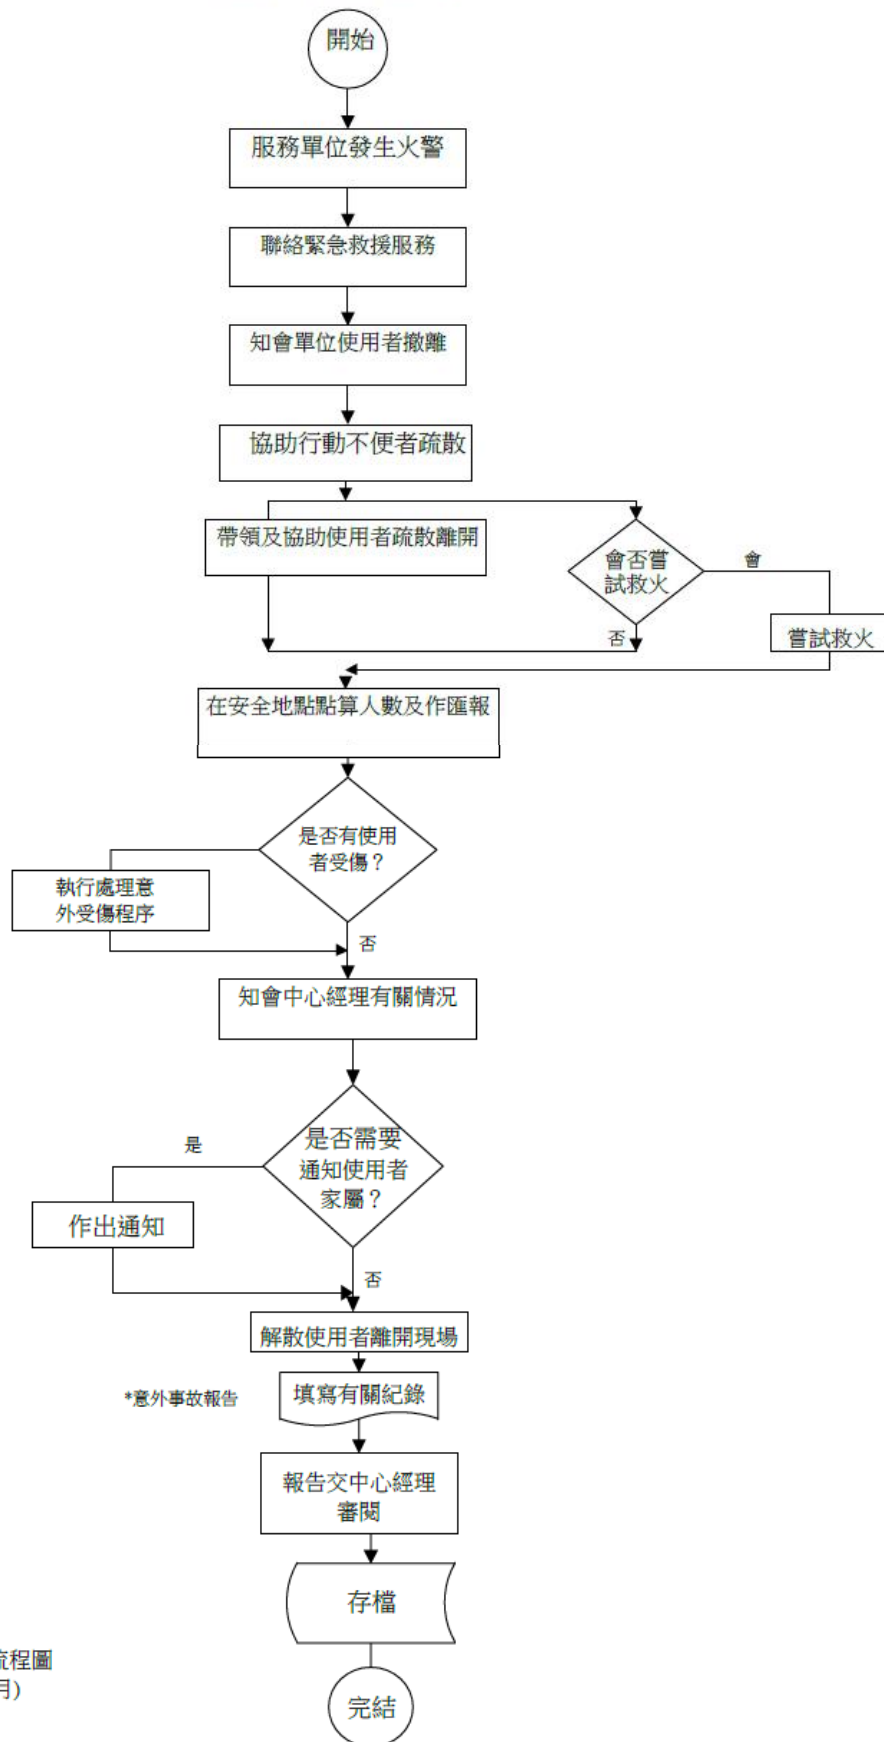 開始
服務單位發生火警
聯絡緊急救援服務
知會單位使用者撤離
協助行動不便者疏散
帶領及協助使用者疏散離開
會否嘗
試救火
會
否
嘗試救火
在安全地點點算人數及作匯報
是否有使用
者受傷？
執行處理意
外受傷程序
否
知會中心經理有關情況
是
是否需要
通知使用者
家屬？
作出通知
否
解散使用者離開現場
*意外事故報告
填寫有關紀錄
報告交中心經理
審閱
存檔
流程圖
月)
完結